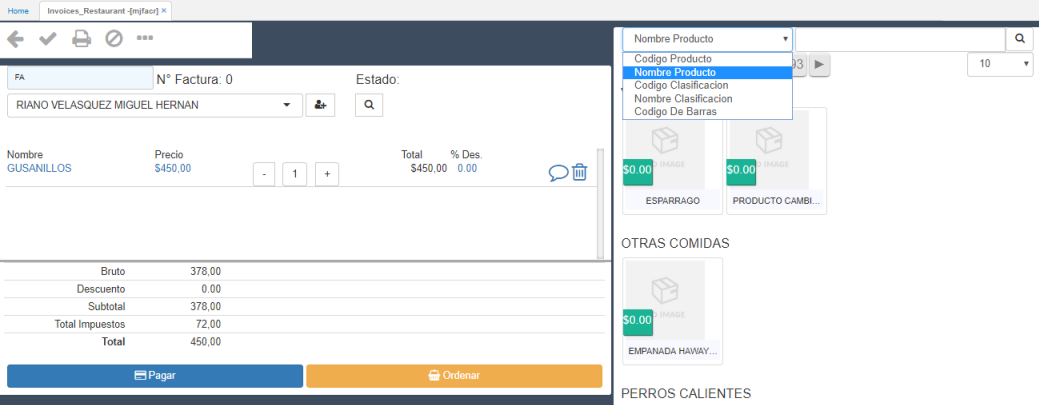 Home Invoices_Restaurant -[mjfacr] ×
FA
N° Factura: 0
Estado:
RIANO VELASQUEZ MIGUEL HERNAN
Nombre Precio Total % Des.
GUSANILLOS $450,00 - 1 + $450,00 0.00
Bruto 378,00
Descuento 0.00
Subtotal 378,00
Total Impuestos 72,00
Total 450,00
Pagar Ordenar
Nombre Producto
Codigo Producto
Nombre Producto
Codigo Clasificacion
Nombre Clasificacion
Codigo De Barras
93
10
$0.00 $0.00
ESPARRAGO PRODUCTO CAMBI...
OTRAS COMIDAS
IMAGE
$0.00
EMPANADA HAWAY...
PERROS CALIENTES